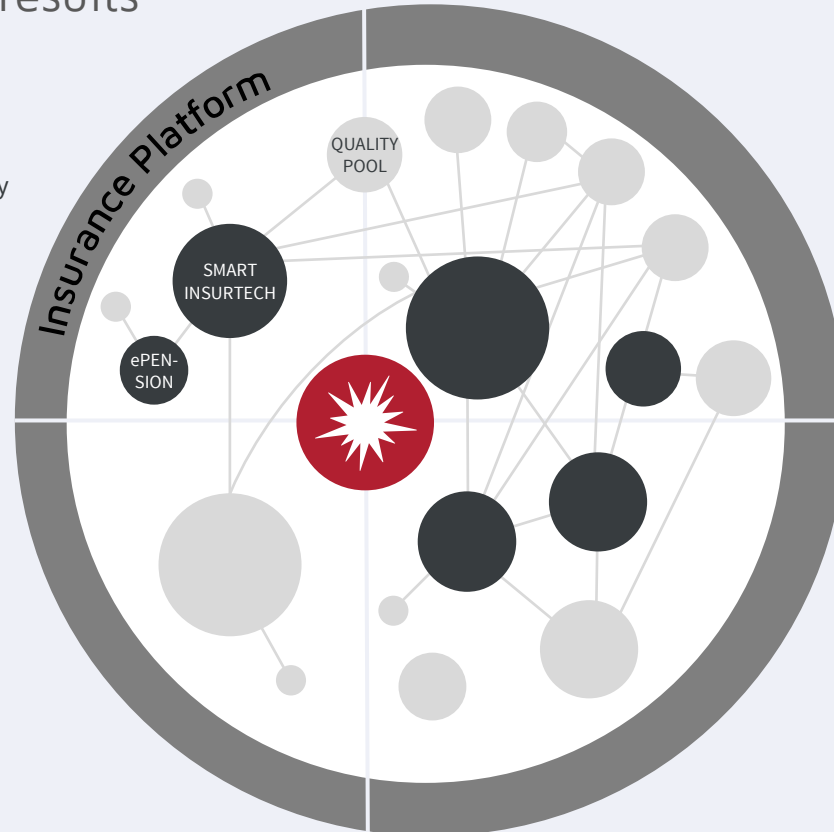 results
y
Insurance Platform
QUALITY
POOL
SMART
INSURTECH
ePEN-
SION